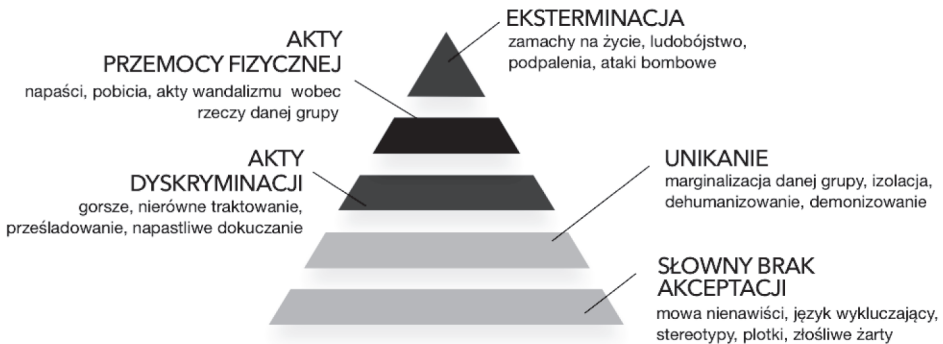 EKSTERMINACJA
zamachy na życie, ludobójstwo,
podpalenia, ataki bombowe
AKTY
PRZEMOCY FIZYCZNEJ
napaści, pobicia, akty wandalizmu wobec
rzeczy danej grupy
AKTY
DYSKRYMINACJI
gorsze, nierówne traktowanie,
prześladowanie, napastliwe dokuczanie
UNIKANIE
marginalizacja danej grupy, izolacja,
dehumanizowanie, demonizowanie
SŁOWNY BRAK
AKCEPTACJI
mowa nienawiści, język wykluczający,
stereotypy, plotki, złośliwe żarty